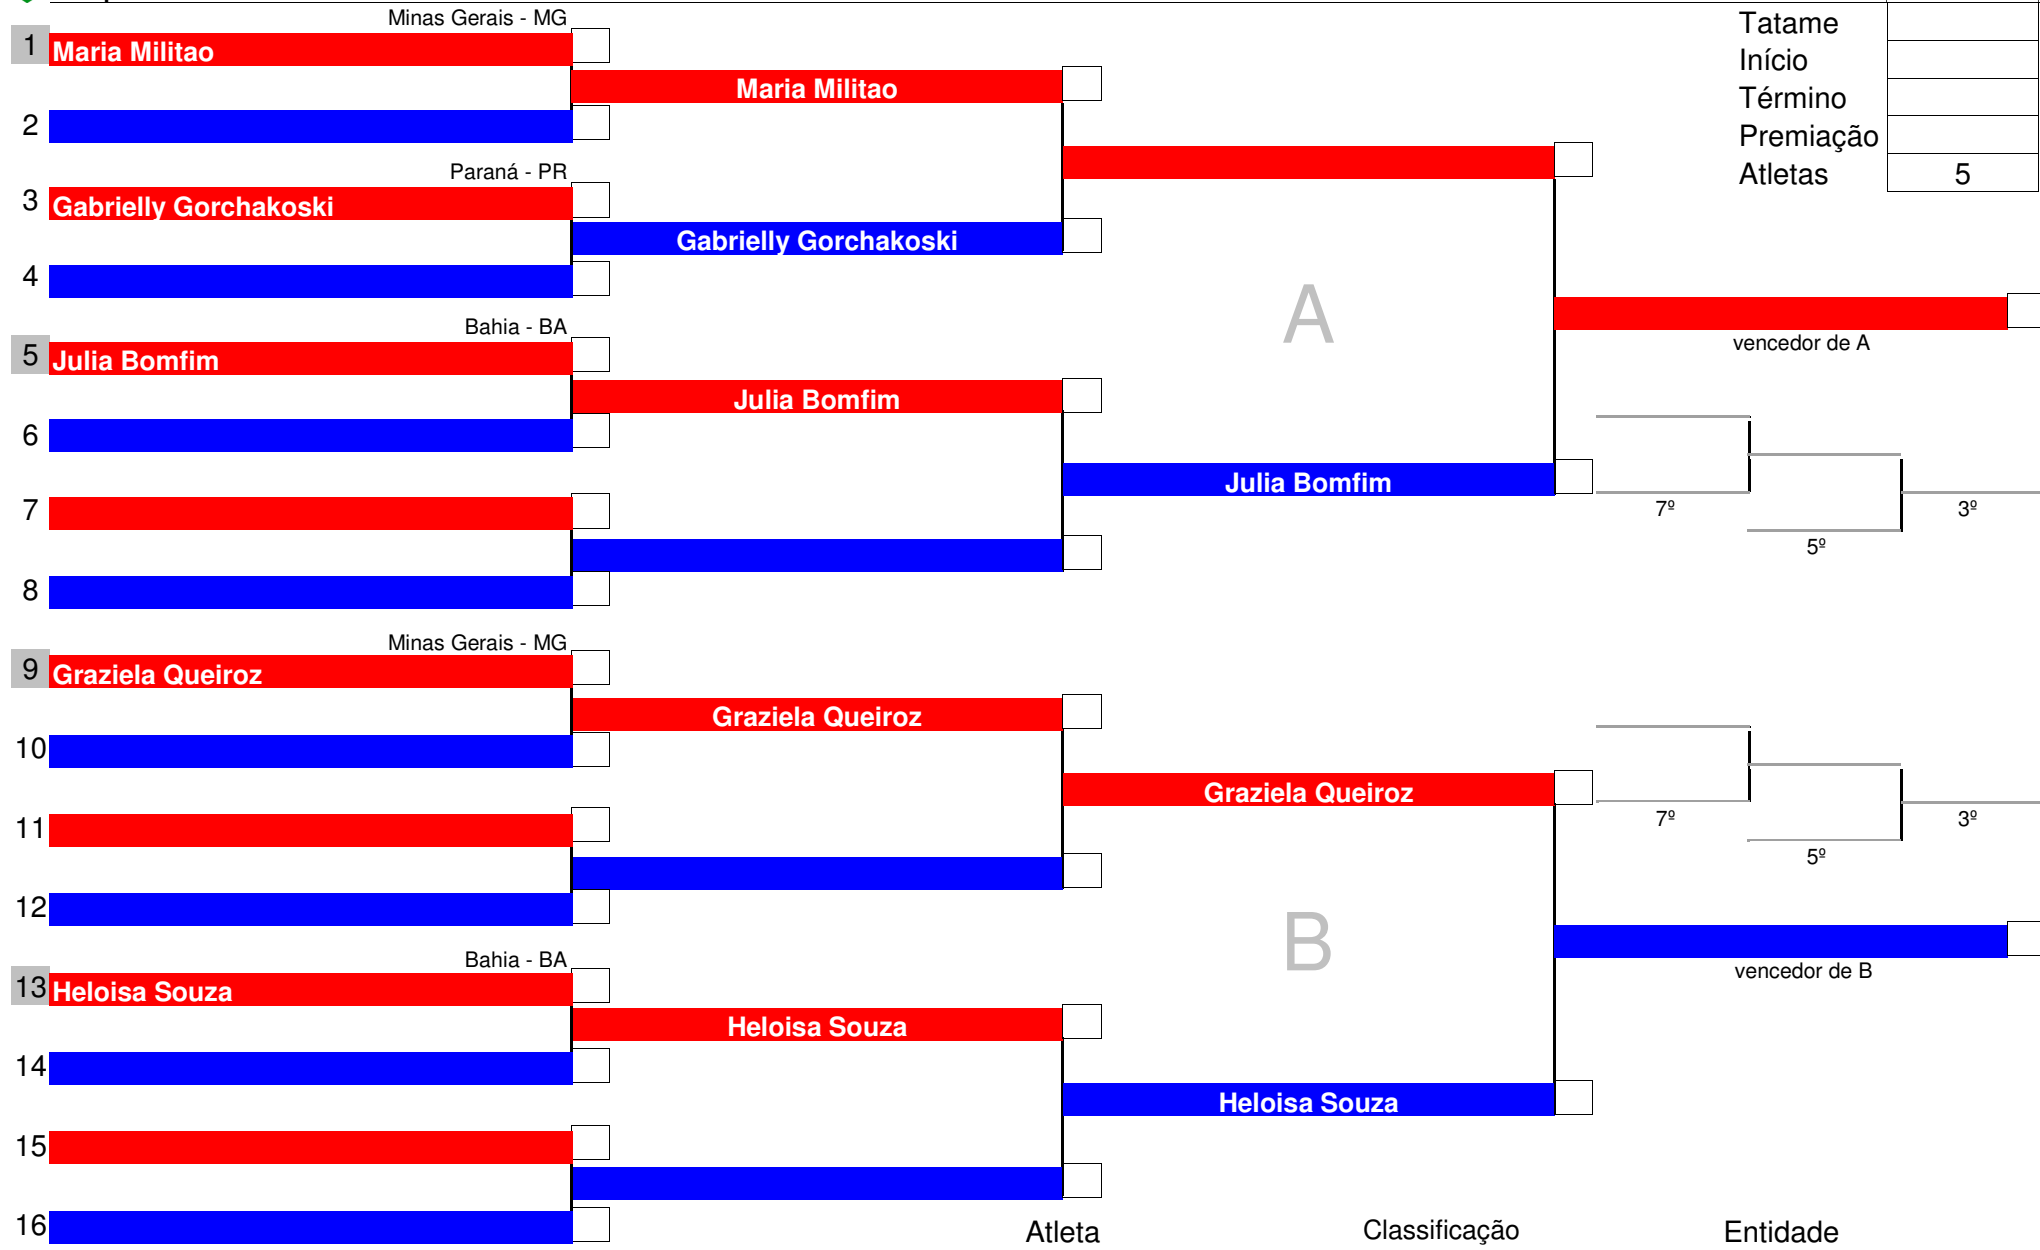 Minas Gerais - MG
Tatame
1 Maria Militao
Início
Maria Militao
Término
2
Premiação
Paraná - PR
Atletas 5
3 Gabrielly Gorchakoski
Gabrielly Gorchakoski
4
A
Bahia - BA
vencedor de A
5 Julia Bomfim
Julia Bomfim
6
Julia Bomfim
7
7º 3º
5º
8
Minas Gerais - MG
9 Graziela Queiroz
Graziela Queiroz
10
Graziela Queiroz
11
7º 3º
5º
12
B
Bahia - BA
vencedor de B
13 Heloisa Souza
Heloisa Souza
14
Heloisa Souza
15
16
Atleta Classificação Entidade